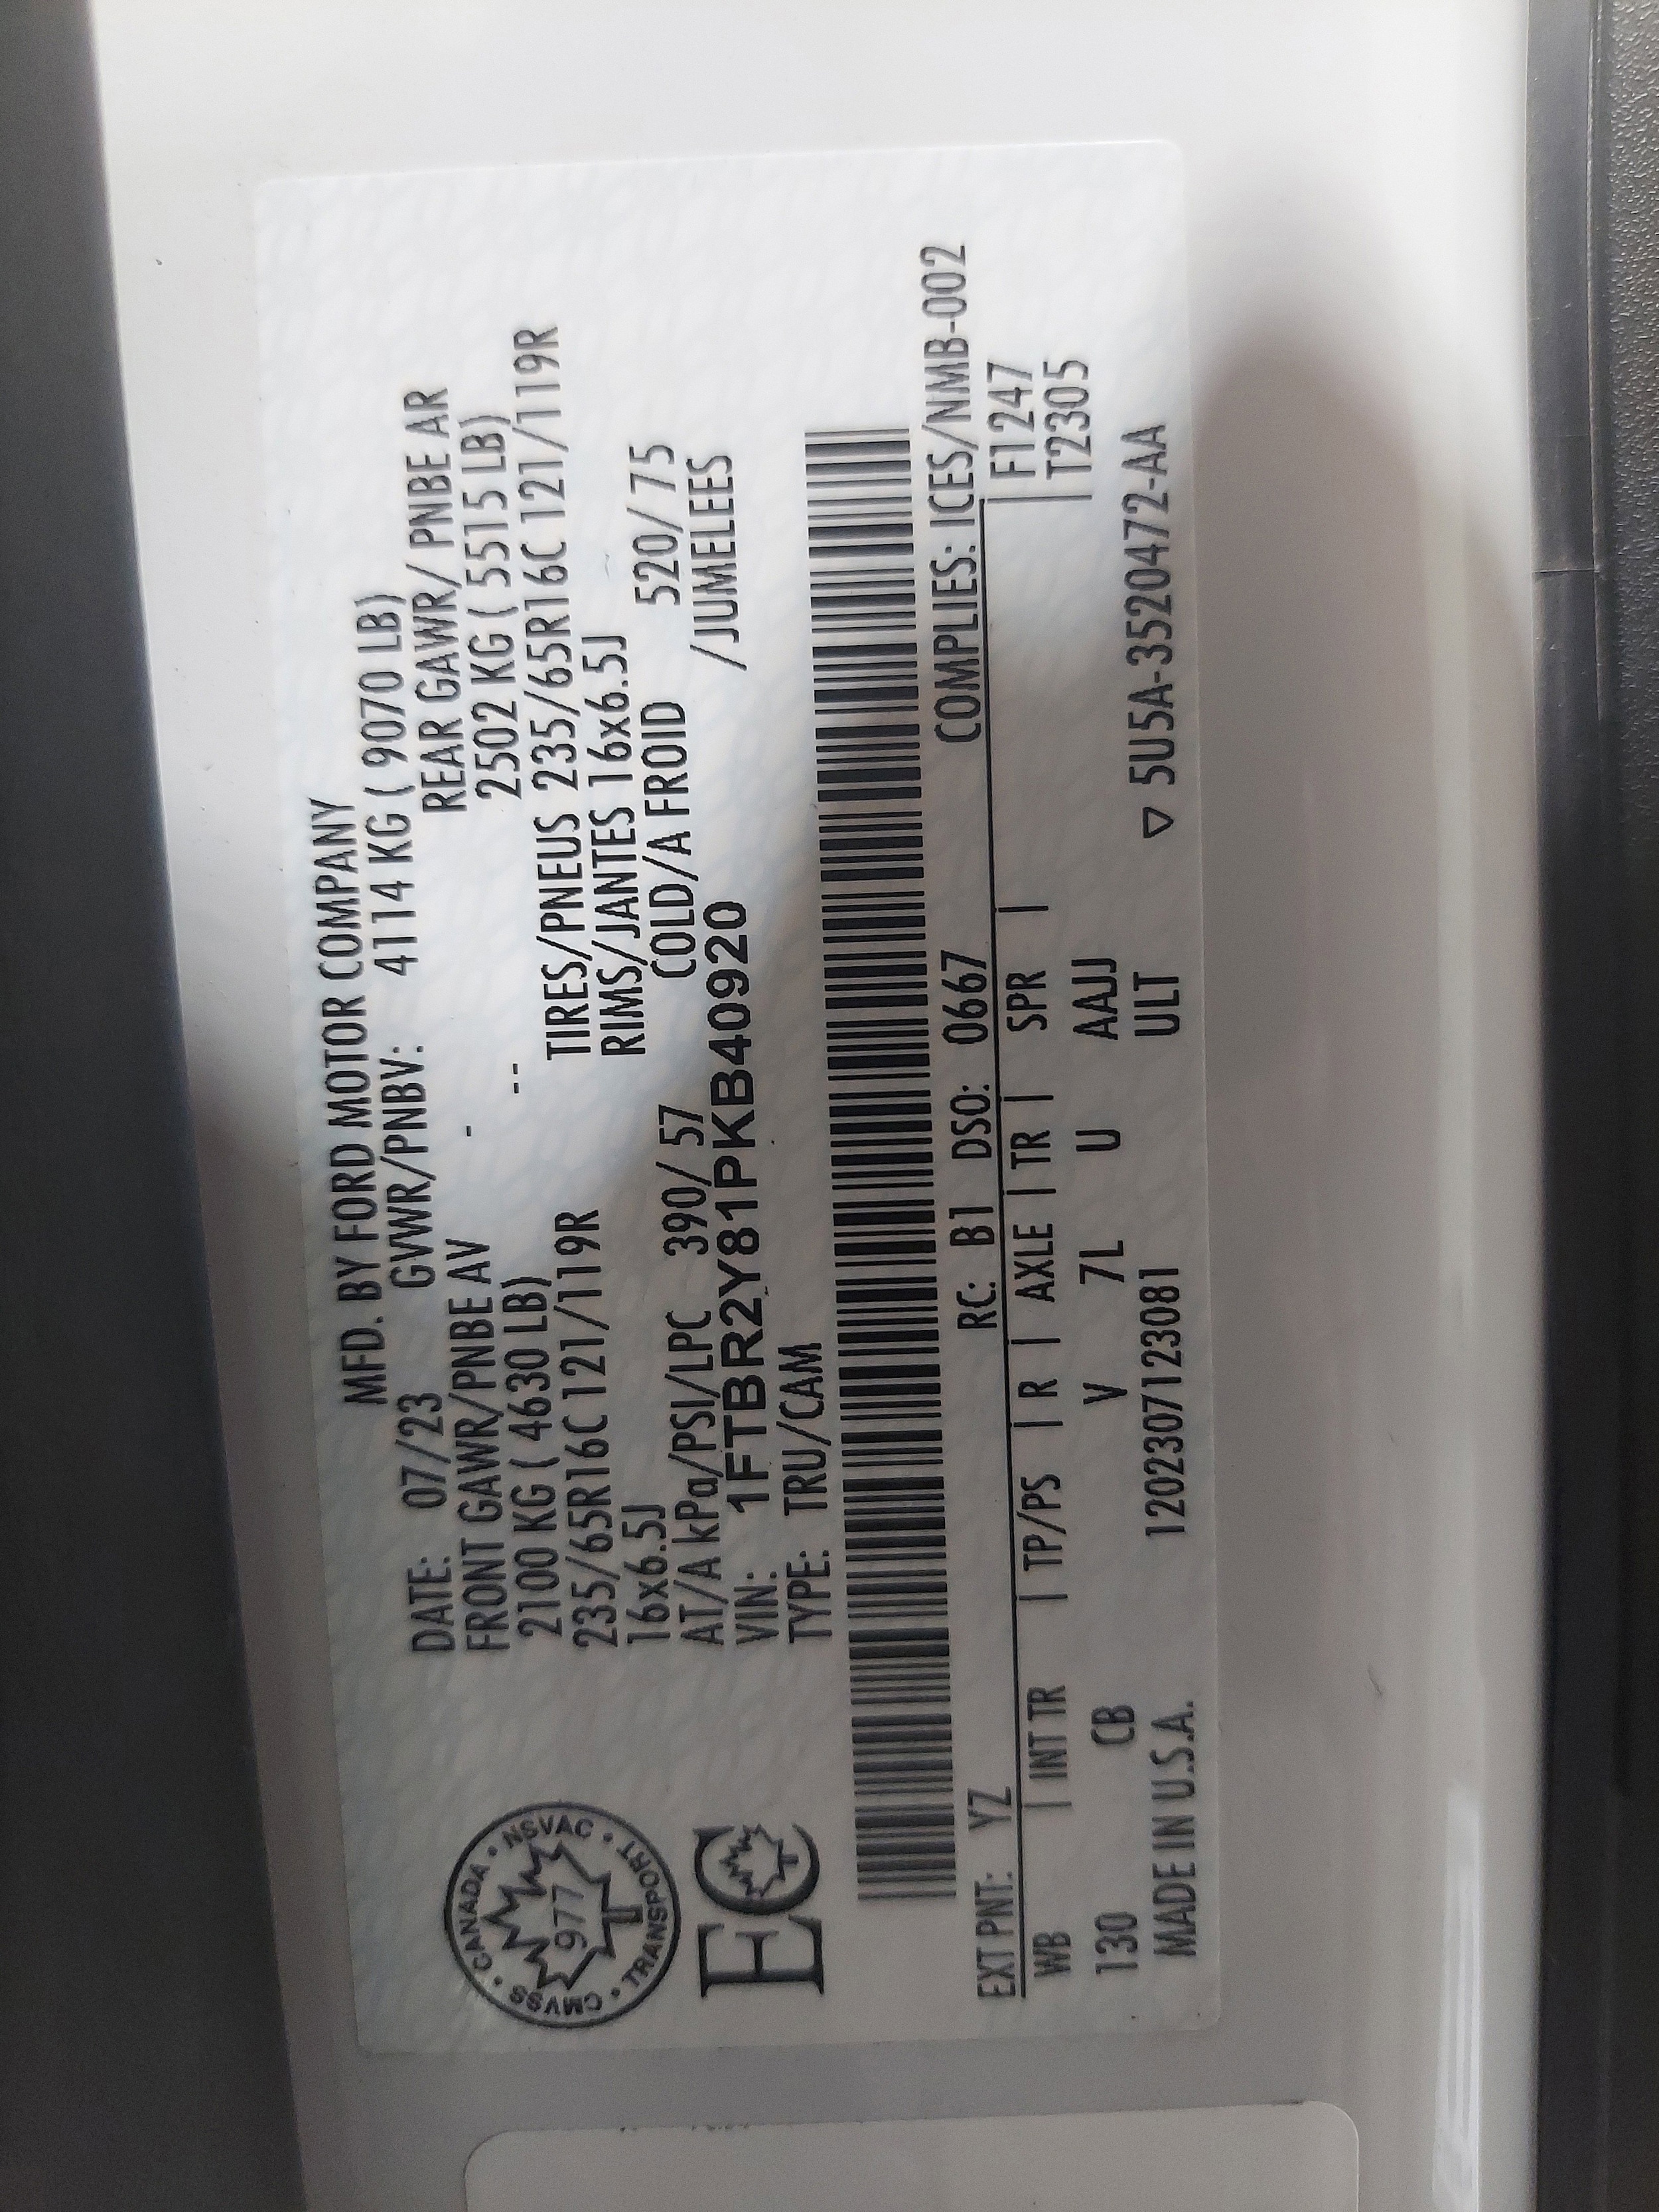 MFD. BY FORD MOTOR COMPANY
DATE: 07/23 GVWR/PNBV: 4114 KG ( 9070 LB)
FRONT GAWR/PNBE AV - REAR GAWR/ PNBE AR
2100 KG ( 4630 LB) -- 2502 KG ( 5515 LB)
235/65R16C 121/119R TIRES/PNEUS 235/65R16C 121/119R
16x6.5J RIMS/JANTES 16x6.5J
AT/A kPa/PSI/LPC 390/ 57 COLD/A FROID 520/ 75
VIN: 1FTBR2Y81PKB40920 /JUMELEES
TYPE: TRU/CAM
CANADA • NSVAC • TRANSPORT • CMVSS •
977
EC
COMPLIES: ICES/NMB-002
EXT PNT: YZ RC: B1 DSO: 0667 | F1247
WB | INT TR | TP/PS | R | AXLE | TR | SPR | | T2305
130 CB V 7L U AAJJ
MADE IN U.S.A. 120230712308​1 ULT ▽ 5U5A-3520472-AA